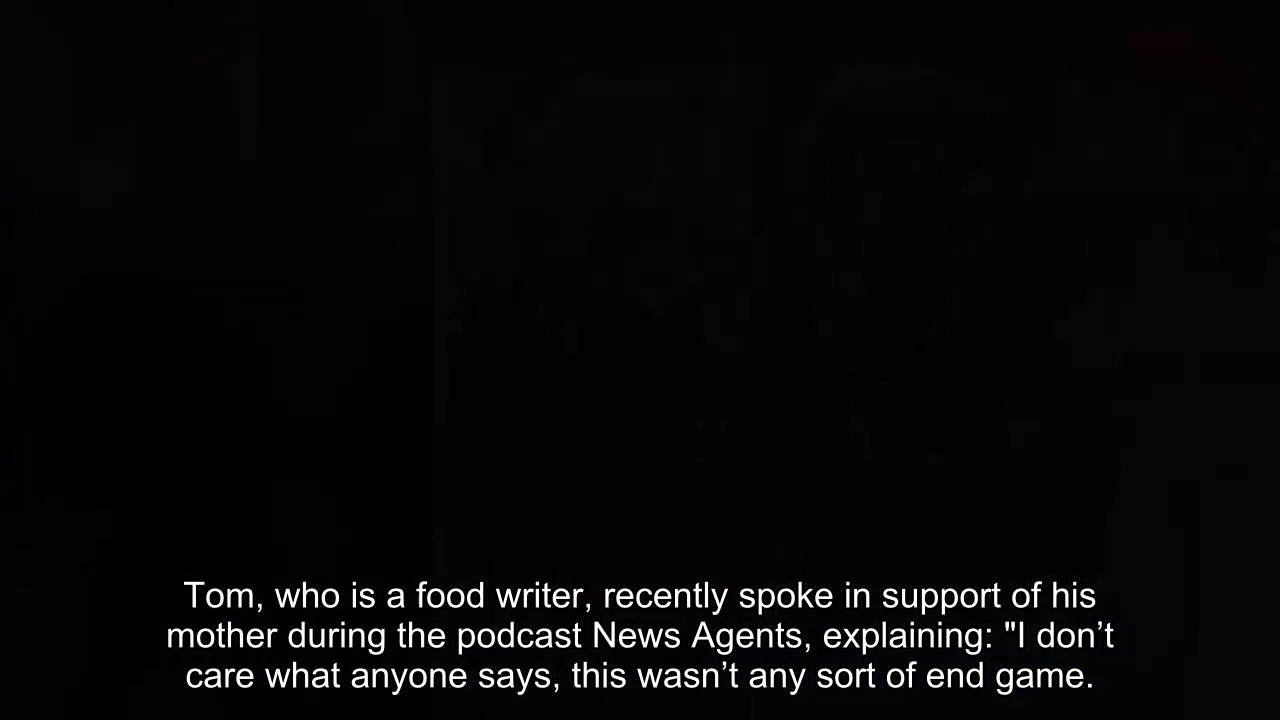 Tom, who is a food writer, recently spoke in support of his
mother during the podcast News Agents, explaining: "I don’t
care what anyone says, this wasn’t any sort of end game.